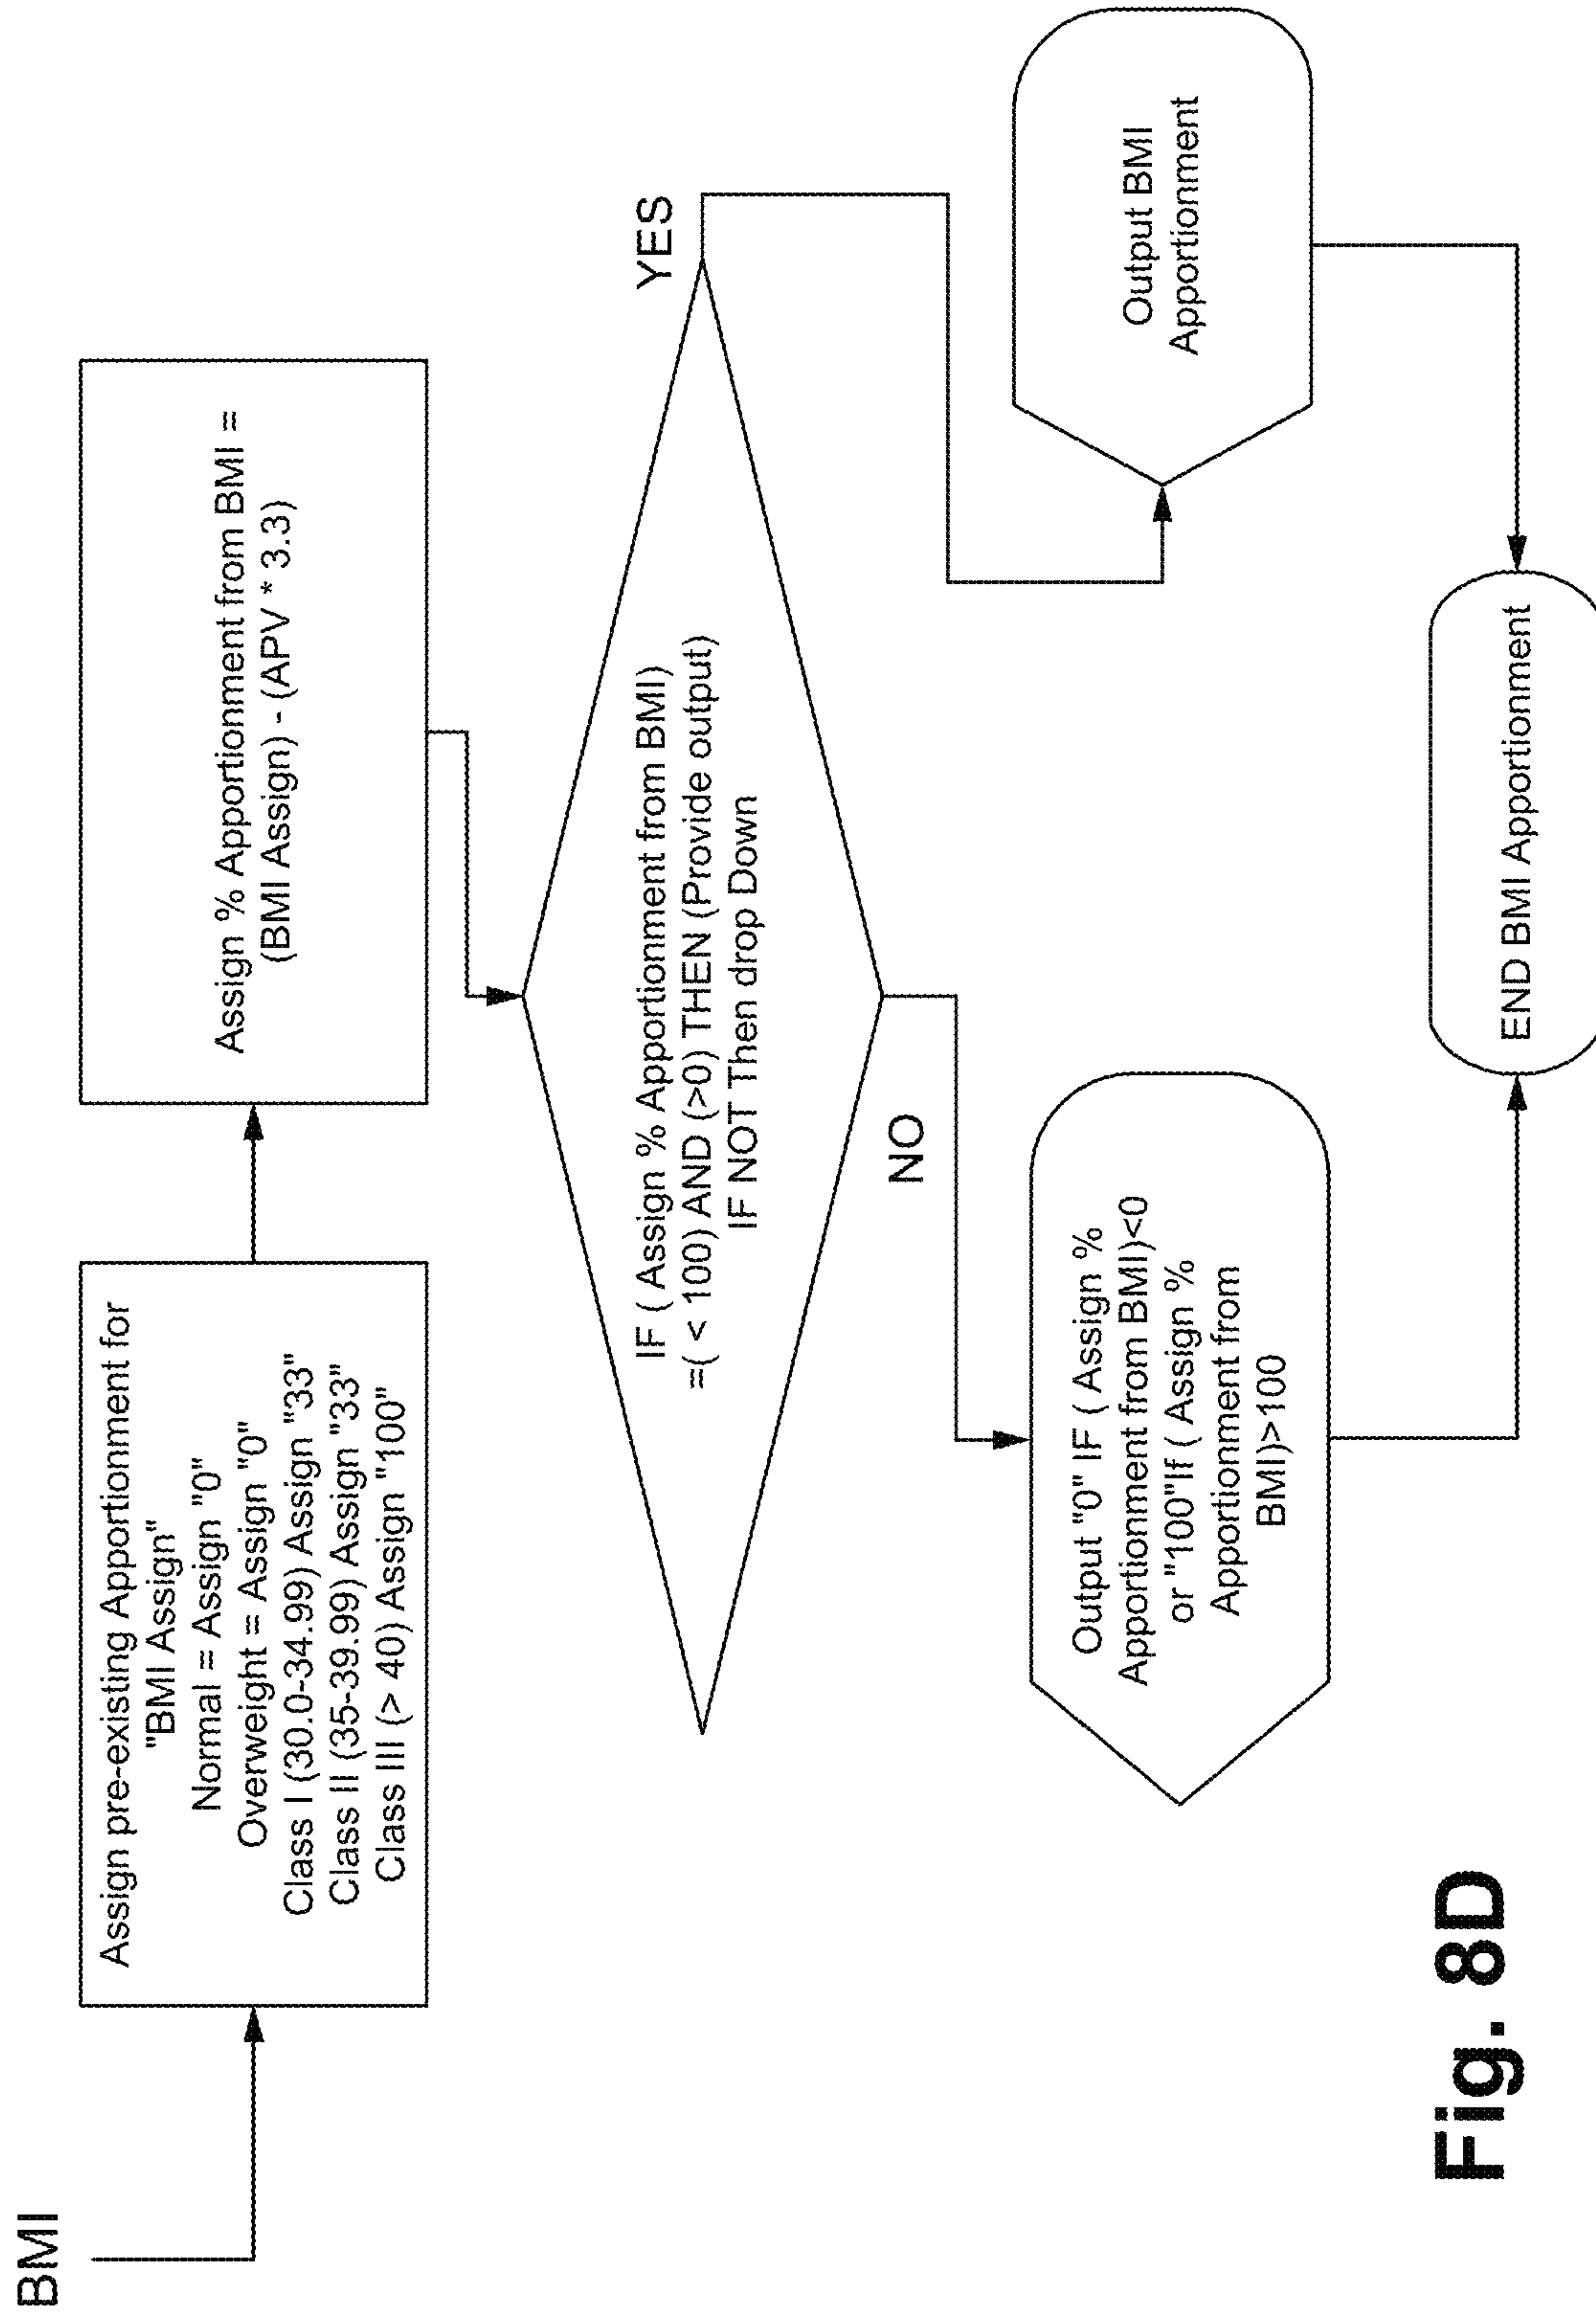 BMI
Assign pre-existing Apportionment for
"BMI Assign"
Normal = Assign "0"
Overweight = Assign "0"
Class I (30.0-34.99) Assign "33"
Class II (35-39.99) Assign "33"
Class III (> 40) Assign "100"
Assign % Apportionment from BMI =
(BMI Assign) - (APV * 3.3)
IF ( Assign % Apportionment from BMI)
=( < 100) AND (>0) THEN (Provide output)
IF NOT Then drop Down
YES
NO
Output "0" IF ( Assign %
Apportionment from BMI)<0
or "100"If ( Assign %
Apportionment from
BMI)>100
Output BMI
Apportionment
END BMI Apportionment
Fig. 8D